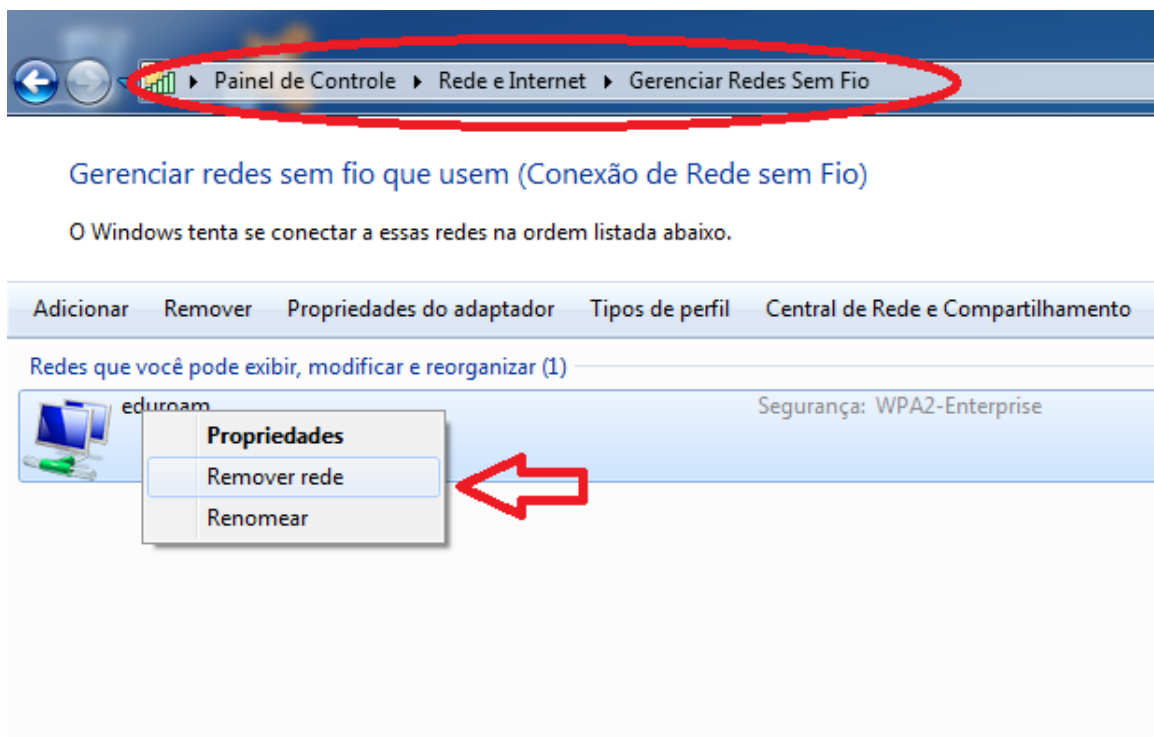 Painel de Controle ▸ Rede e Internet ▸ Gerenciar Redes Sem Fio
Gerenciar redes sem fio que usem (Conexão de Rede sem Fio)
O Windows tenta se conectar a essas redes na ordem listada abaixo.
Adicionar Remover Propriedades do adaptador Tipos de perfil Central de Rede e Compartilhamento
Redes que você pode exibir, modificar e reorganizar (1)
eduroam Segurança: WPA2-Enterprise
Propriedades
Remover rede
Renomear